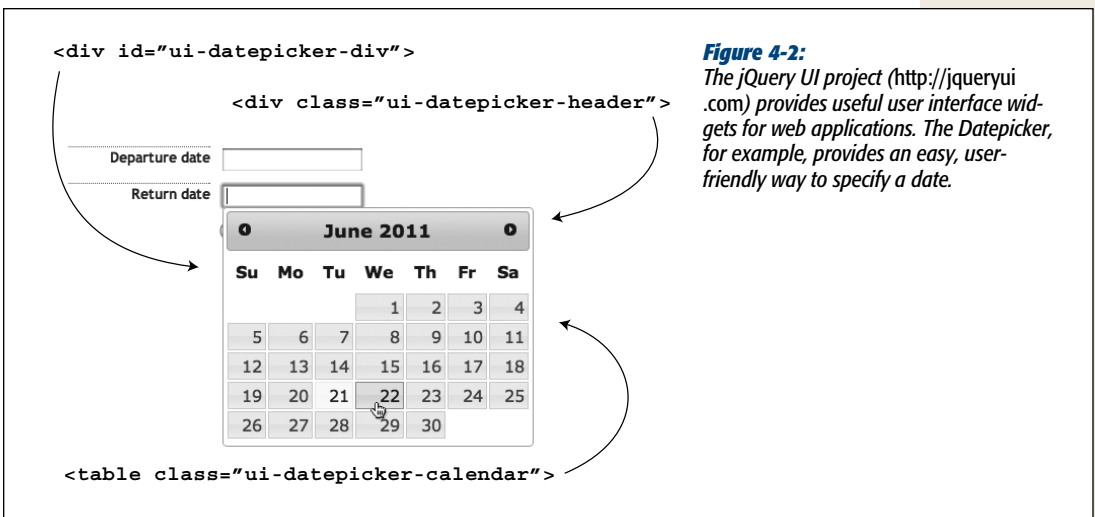 <div id="ui-datepicker-div">
<div class="ui-datepicker-header">
Departure date
Return date
June 2011
Su Mo Tu We Th Fr Sa
1 2 3 4
5 6 7 8 9 10 11
12 13 14 15 16 17 18
19 20 21 22 23 24 25
26 27 28 29 30
<table class="ui-datepicker-calendar">
Figure 4-2:
The jQuery UI project (http://jqueryui
.com) provides useful user interface wid-
gets for web applications. The Datepicker,
for example, provides an easy, user-
friendly way to specify a date.